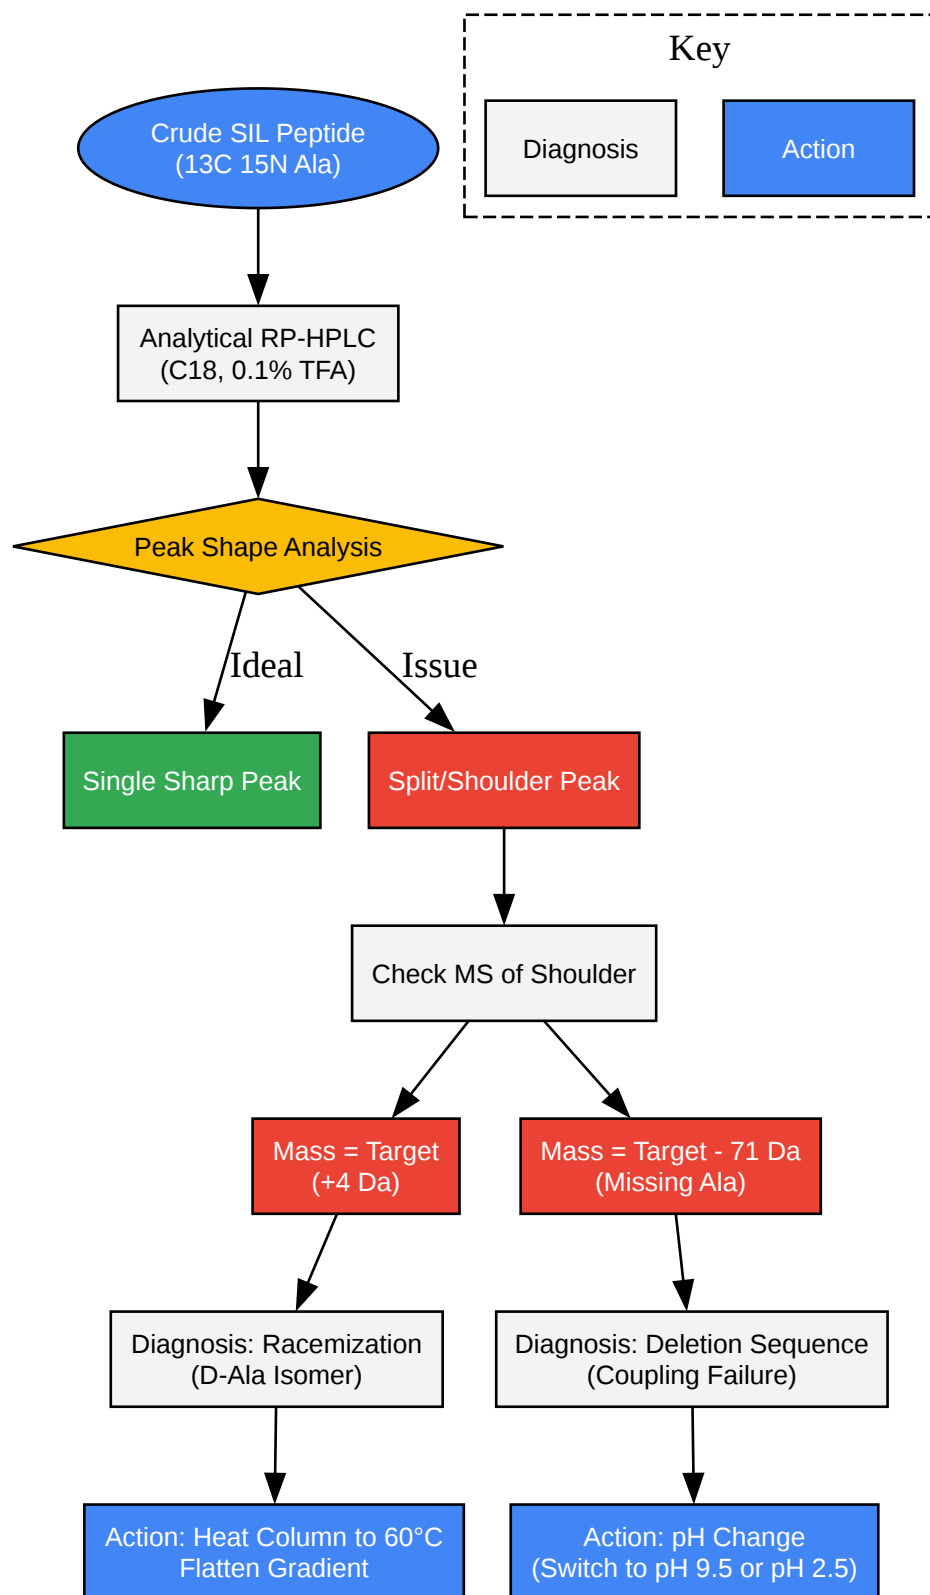 Key
Diagnosis
Action
Crude SIL Peptide
(13C 15N Ala)
Analytical RP-HPLC
(C18, 0.1% TFA)
Peak Shape Analysis
Ideal
Issue
Single Sharp Peak
Split/Shoulder Peak
Check MS of Shoulder
Mass = Target
(+4 Da)
Mass = Target - 71 Da
(Missing Ala)
Diagnosis: Racemization
(D-Ala Isomer)
Diagnosis: Deletion Sequence
(Coupling Failure)
Action: Heat Column to 60°C
Flatten Gradient
Action: pH Change
(Switch to pH 9.5 or pH 2.5)